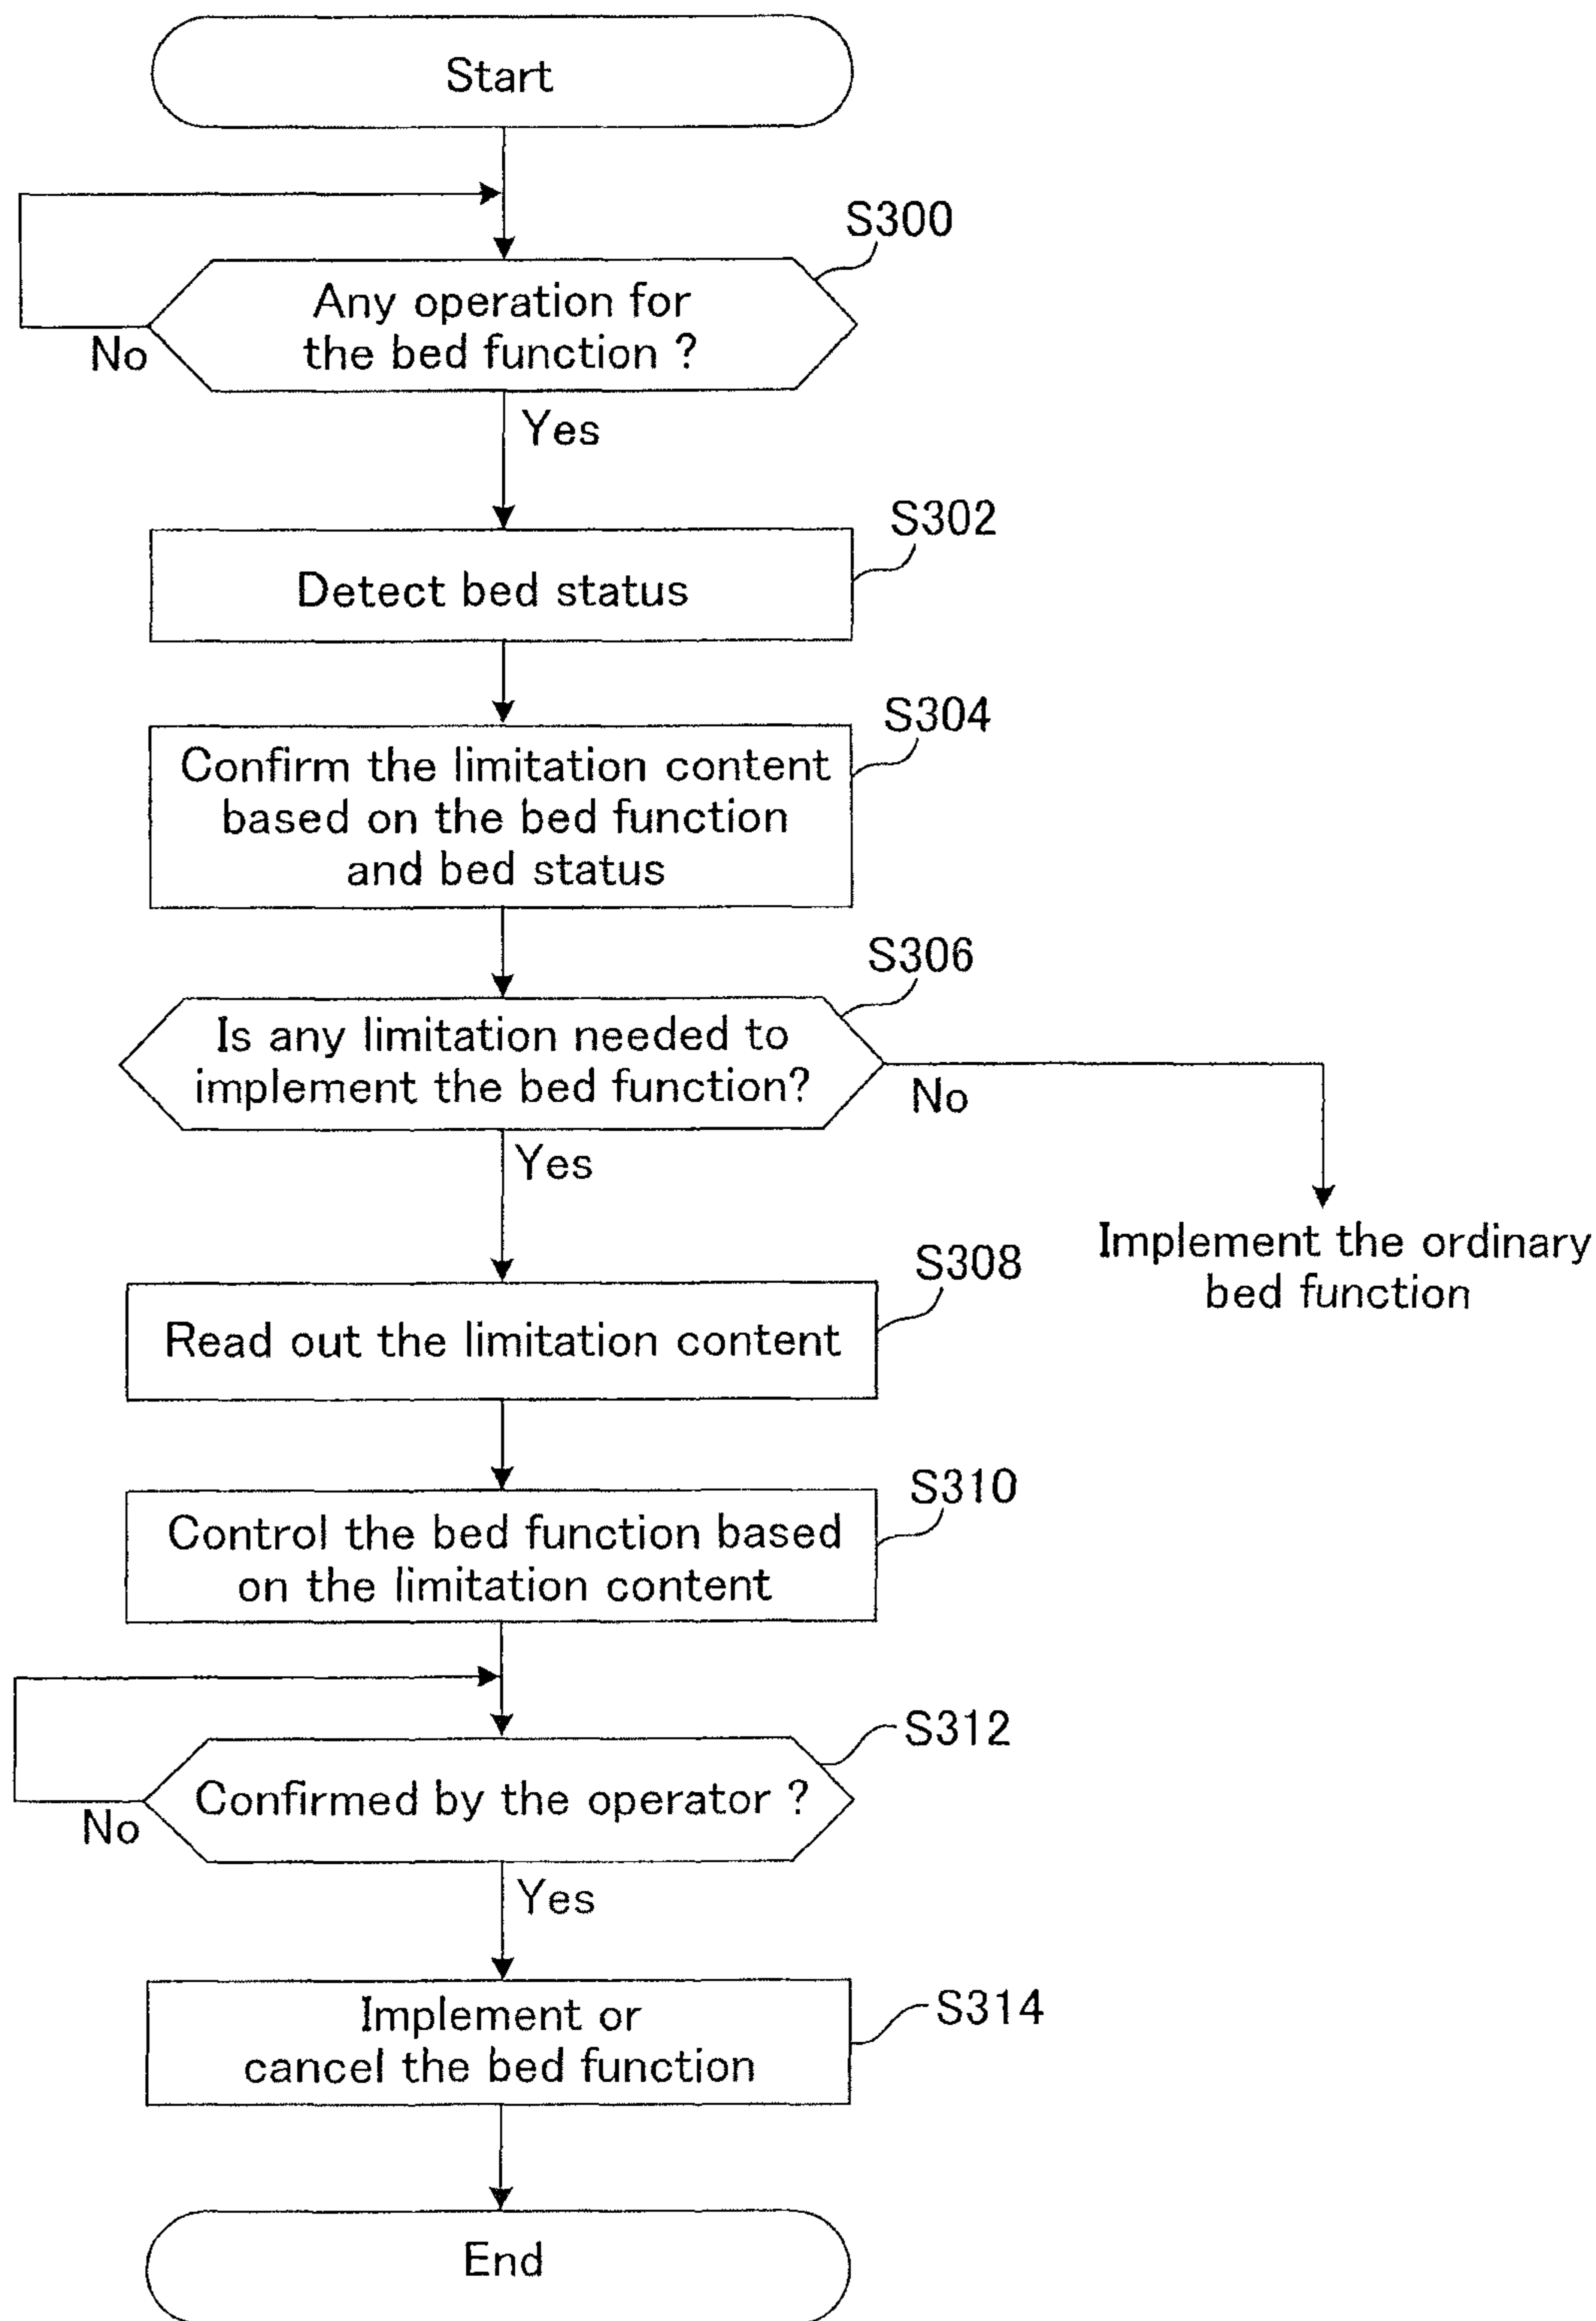 Start
S300
Any operation for
the bed function ?
No
Yes
S302
Detect bed status
S304
Confirm the limitation content
based on the bed function
and bed status
S306
Is any limitation needed to
implement the bed function?
No
Yes
Implement the ordinary
bed function
S308
Read out the limitation content
S310
Control the bed function based
on the limitation content
S312
Confirmed by the operator ?
No
Yes
S314
Implement or
cancel the bed function
End